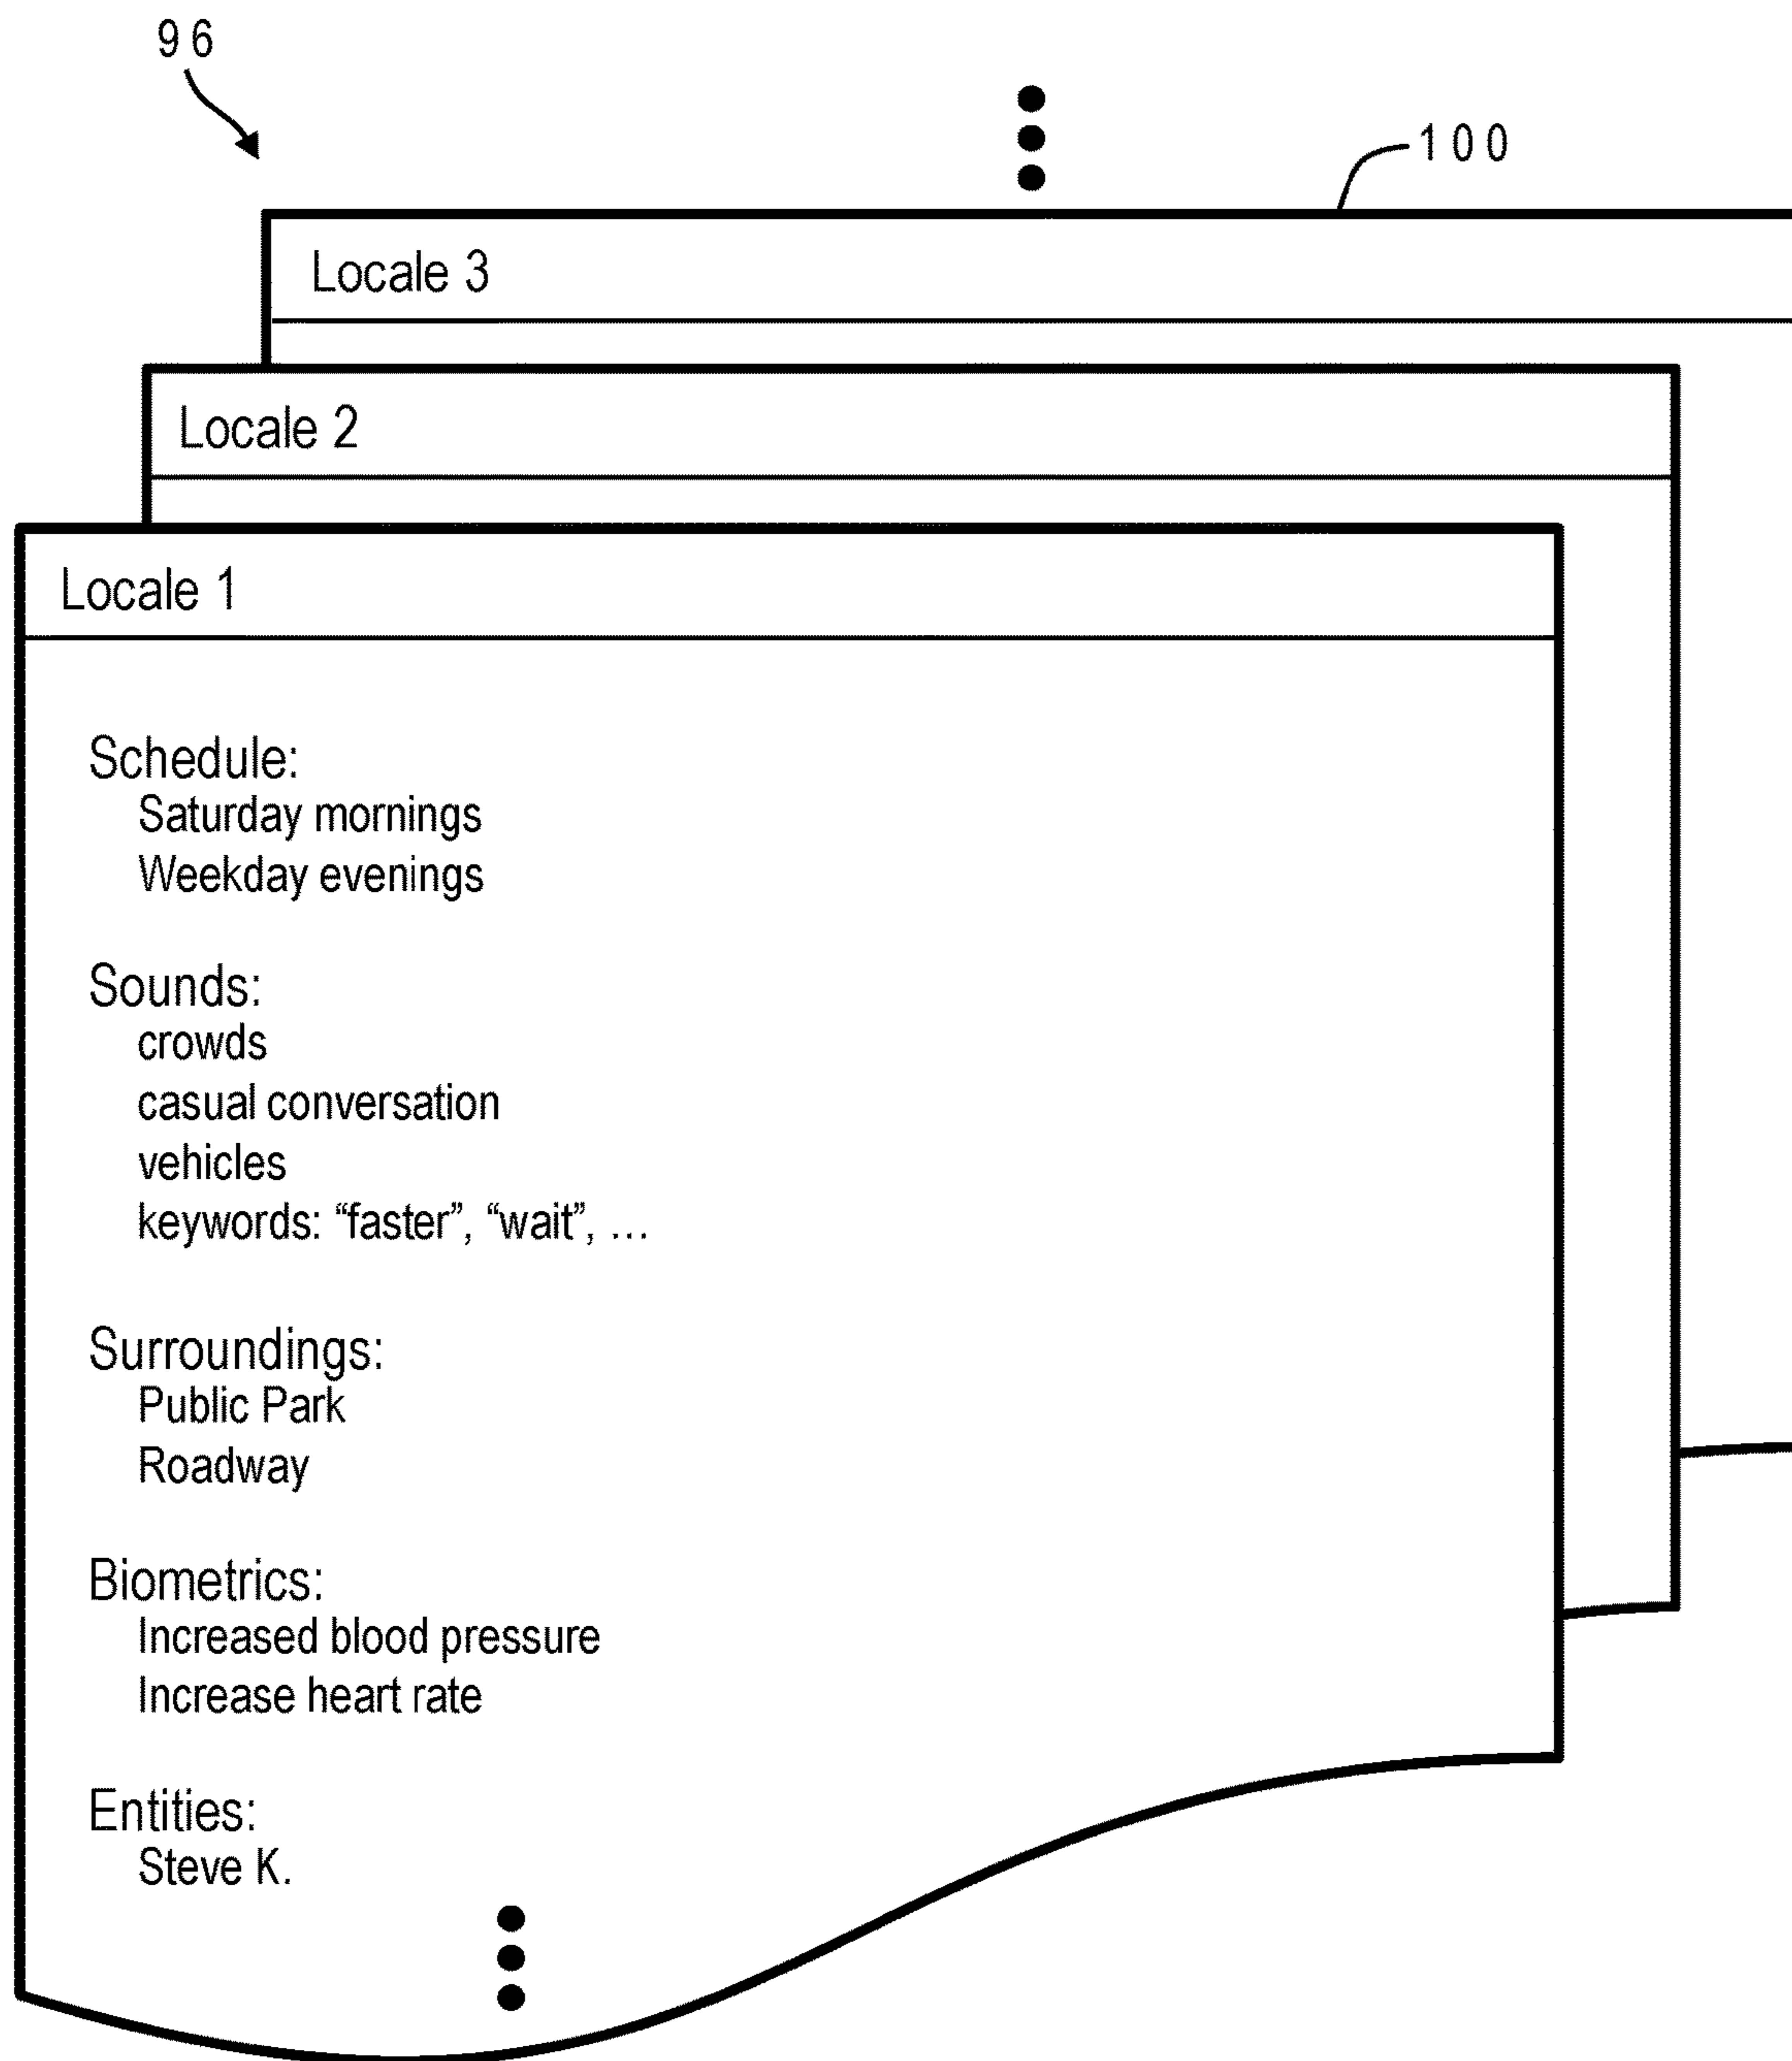 96
100
Locale 3
Locale 2
Locale 1
Schedule:
Saturday mornings
Weekday evenings
Sounds:
crowds
casual conversation
vehicles
keywords: “faster”, “wait”, …
Surroundings:
Public Park
Roadway
Biometrics:
Increased blood pressure
Increase heart rate
Entities:
Steve K.